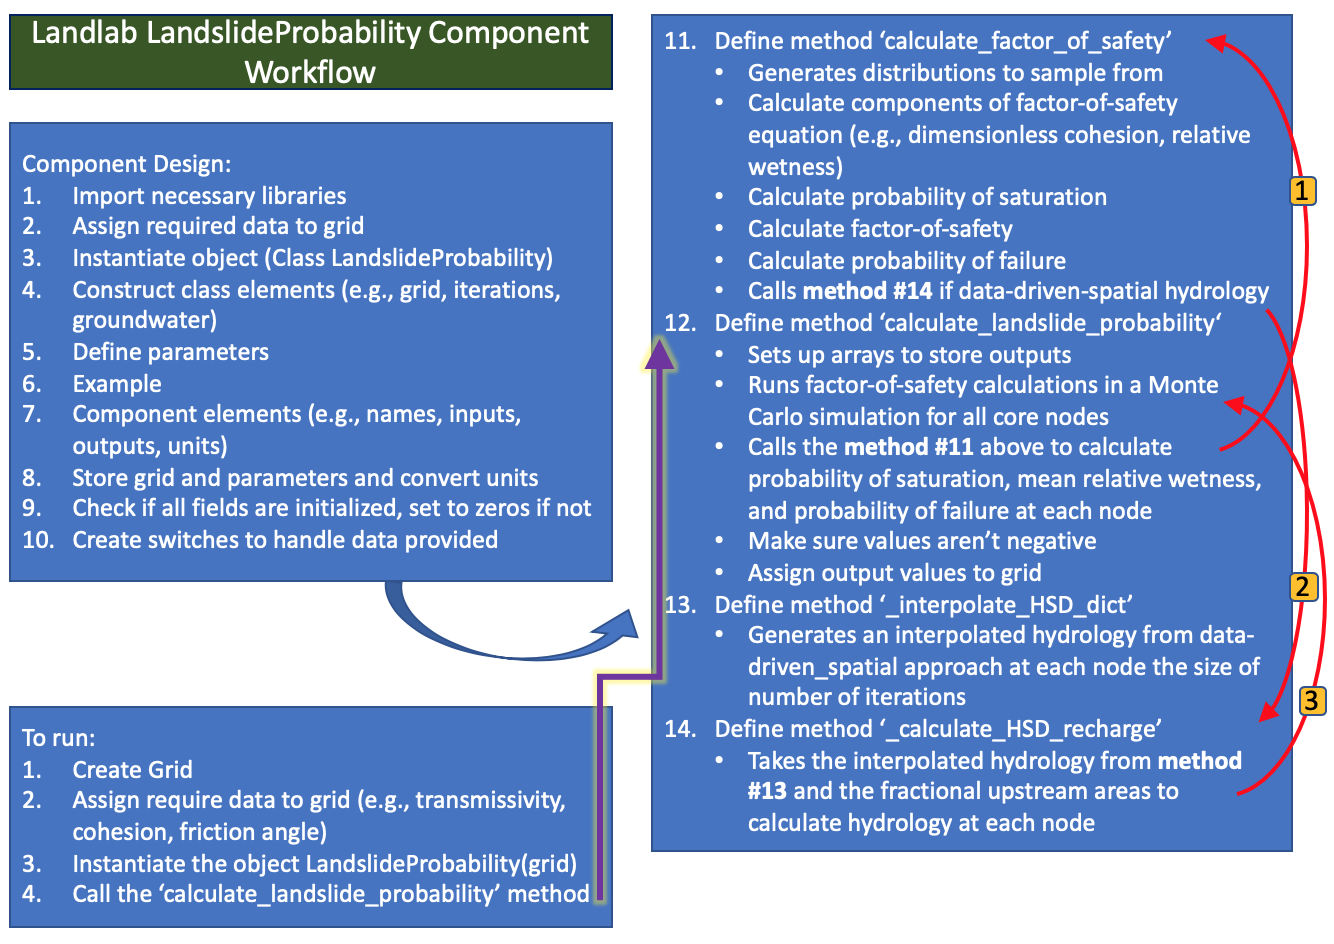 Landlab LandslideProbability Component
Workflow
Component Design:
1. Import necessary libraries
2. Assign required data to grid
3. Instantiate object (Class LandslideProbability)
4. Construct class elements (e.g., grid, iterations,
groundwater)
5. Define parameters
6. Example
7. Component elements (e.g., names, inputs,
outputs, units)
8. Store grid and parameters and convert units
9. Check if all fields are initialized, set to zeros if not
10. Create switches to handle data provided
To run:
1. Create Grid
2. Assign require data to grid (e.g., transmissivity,
cohesion, friction angle)
3. Instantiate the object LandslideProbability(grid)
4. Call the ‘calculate_landslide_probability’ method
11. Define method ‘calculate_factor_of_safety’
• Generates distributions to sample from
• Calculate components of factor-of-safety
equation (e.g., dimensionless cohesion, relative
wetness)
• Calculate probability of saturation
• Calculate factor-of-safety
• Calculate probability of failure
• Calls method #14 if data-driven-spatial hydrology
12. Define method ‘calculate_landslide_probability‘
• Sets up arrays to store outputs
• Runs factor-of-safety calculations in a Monte
Carlo simulation for all core nodes
• Calls the method #11 above to calculate
probability of saturation, mean relative wetness,
and probability of failure at each node
• Make sure values aren’t negative
• Assign output values to grid
13. Define method ‘_interpolate_HSD_dict’
• Generates an interpolated hydrology from data-
driven_spatial approach at each node the size of
number of iterations
14. Define method ‘_calculate_HSD_recharge’
• Takes the interpolated hydrology from method
#13 and the fractional upstream areas to
calculate hydrology at each node
1
2
3